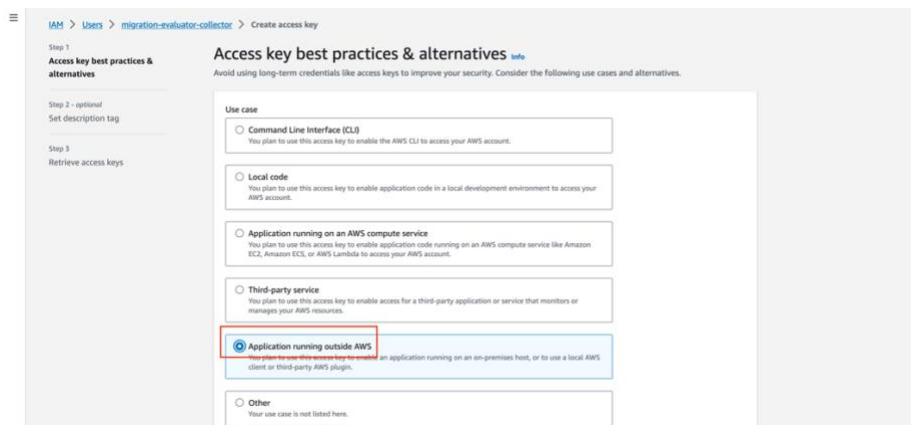 IAM > Users > migration-evaluator-collector > Create access key
Step 1
Access key best practices &
alternatives
Step 2 - optional
Set description tag
Step 3
Retrieve access keys
Access key best practices & alternatives Info
Avoid using long-term credentials like access keys to improve your security. Consider the following use cases and alternatives.
Use case
Command Line Interface (CLI)
You plan to use this access key to enable the AWS CLI to access your AWS account.
Local code
You plan to use this access key to enable application code in a local development environment to access your
AWS account.
Application running on an AWS compute service
You plan to use this access key to enable application code running on an AWS compute service like Amazon
EC2, Amazon ECS, or AWS Lambda to access your AWS account.
Third-party service
You plan to use this access key to enable access for a third-party application or service that monitors or
manages your AWS resources.
Application running outside AWS
You plan to use this access key to enable an application running on an on-premises host, or to use a local AWS
client or third-party AWS plugin.
Other
Your use case is not listed here.